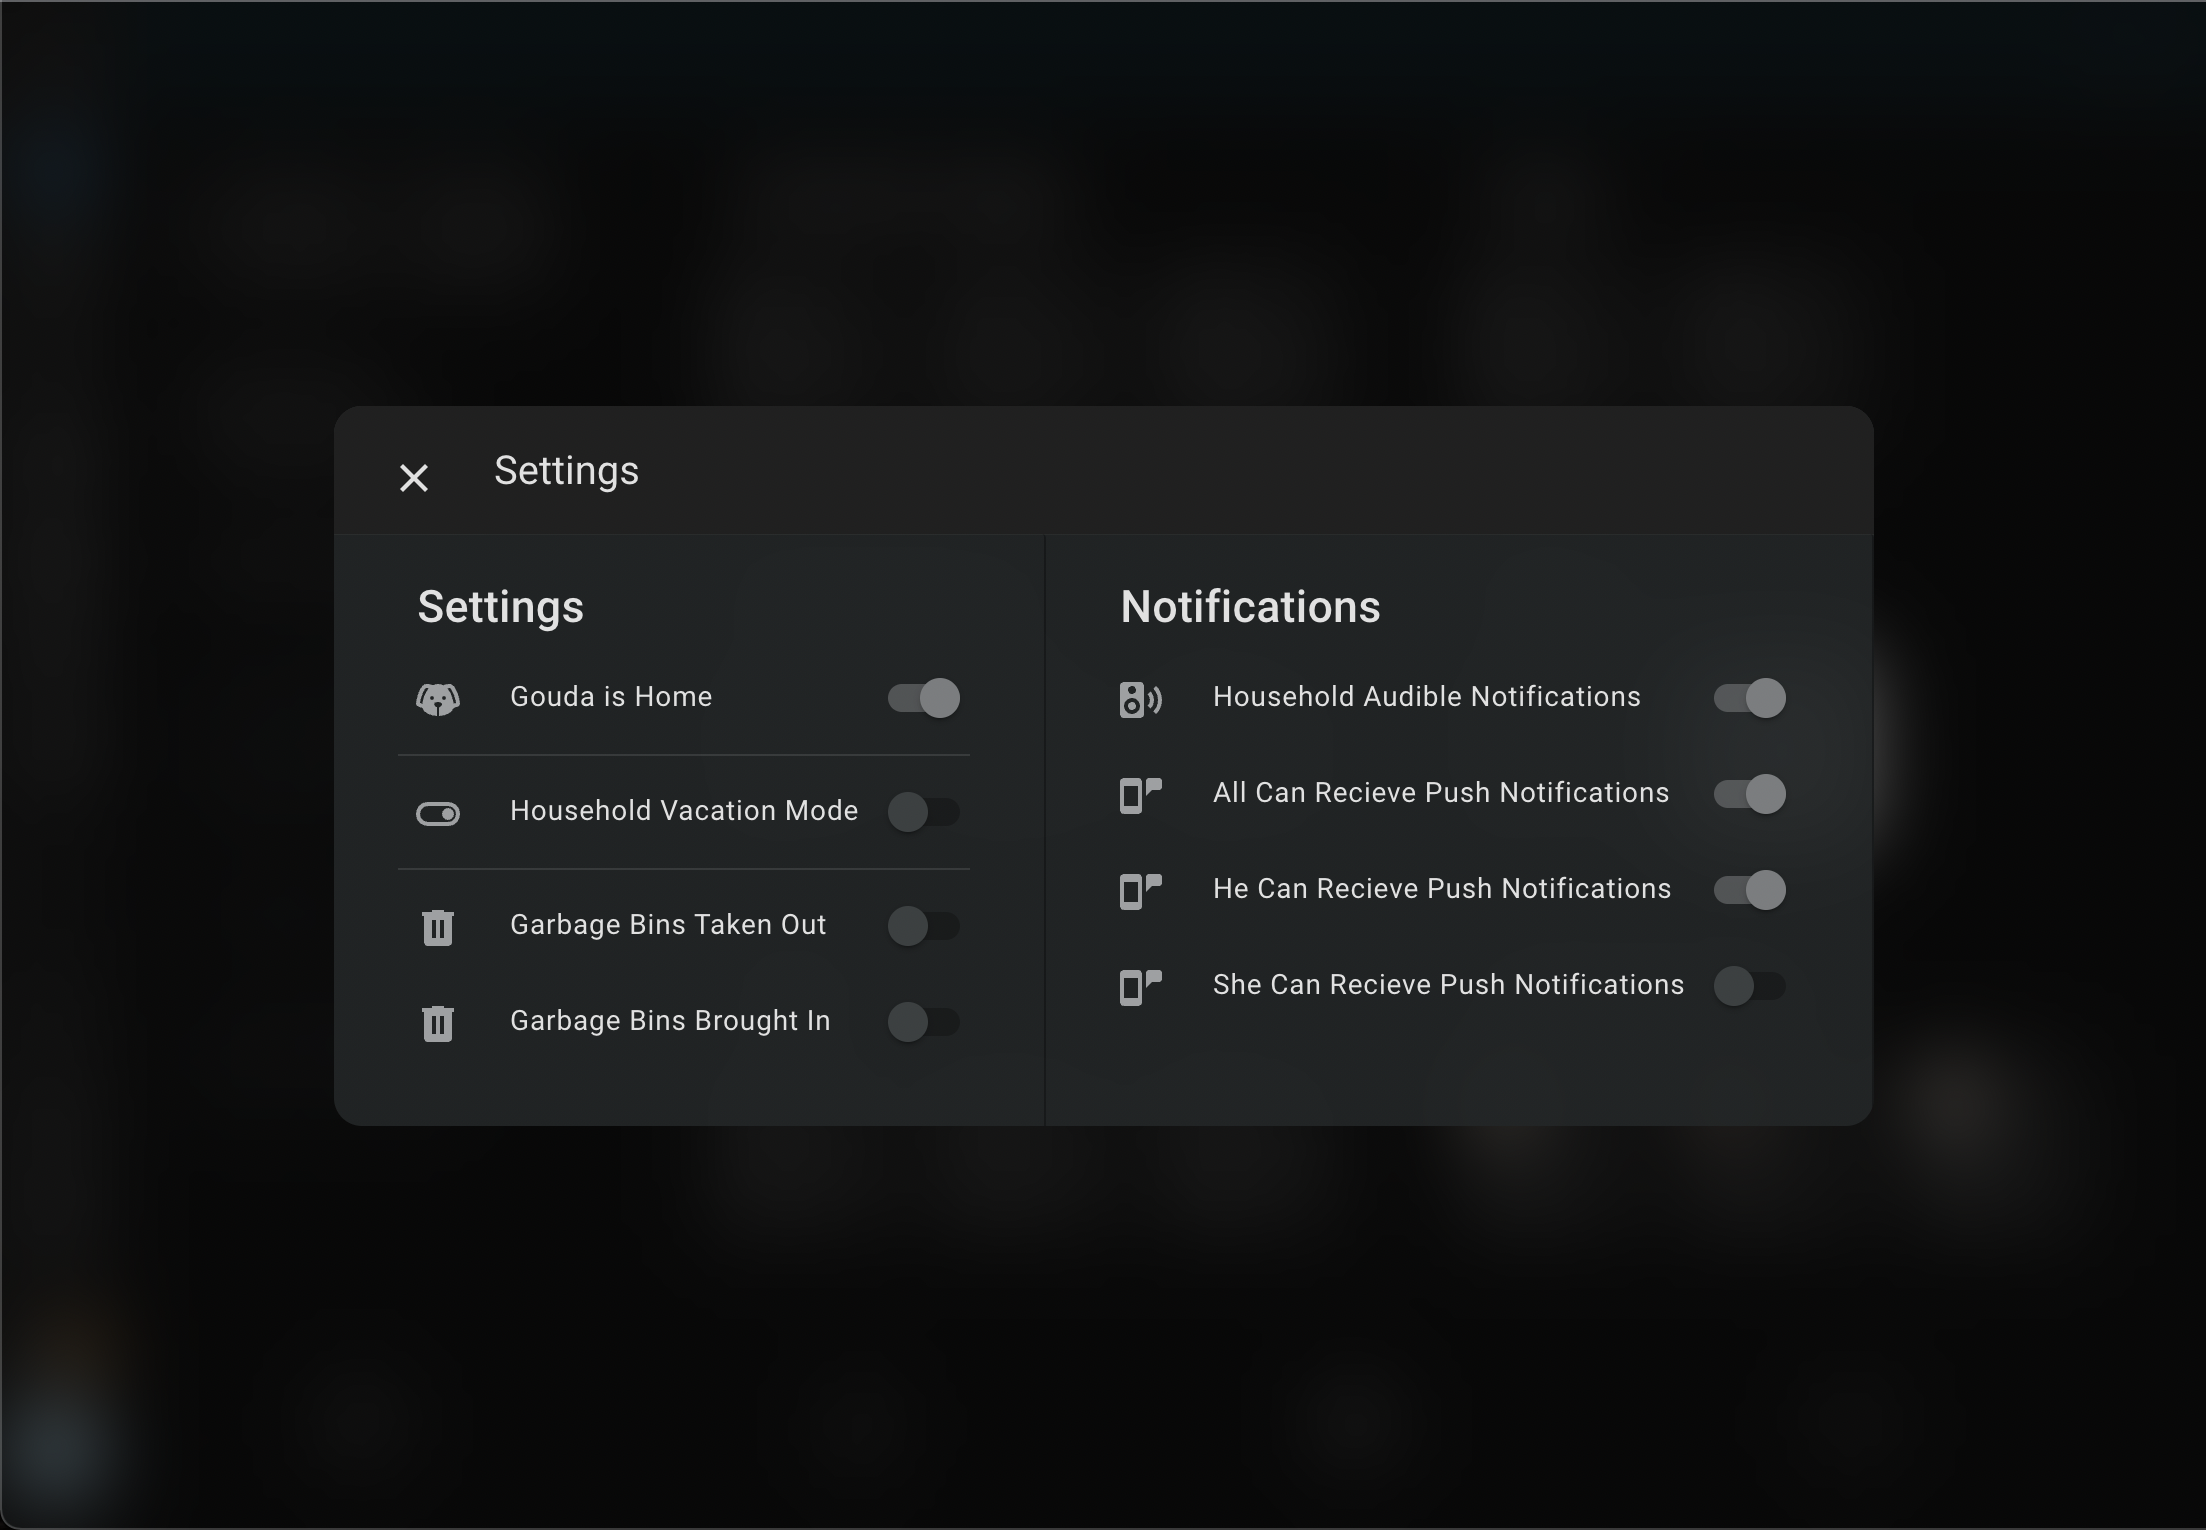 Settings
Settings
Gouda is Home
Household Vacation Mode
Garbage Bins Taken Out
Garbage Bins Brought In
Notifications
Household Audible Notifications
All Can Recieve Push Notifications
He Can Recieve Push Notifications
She Can Recieve Push Notifications